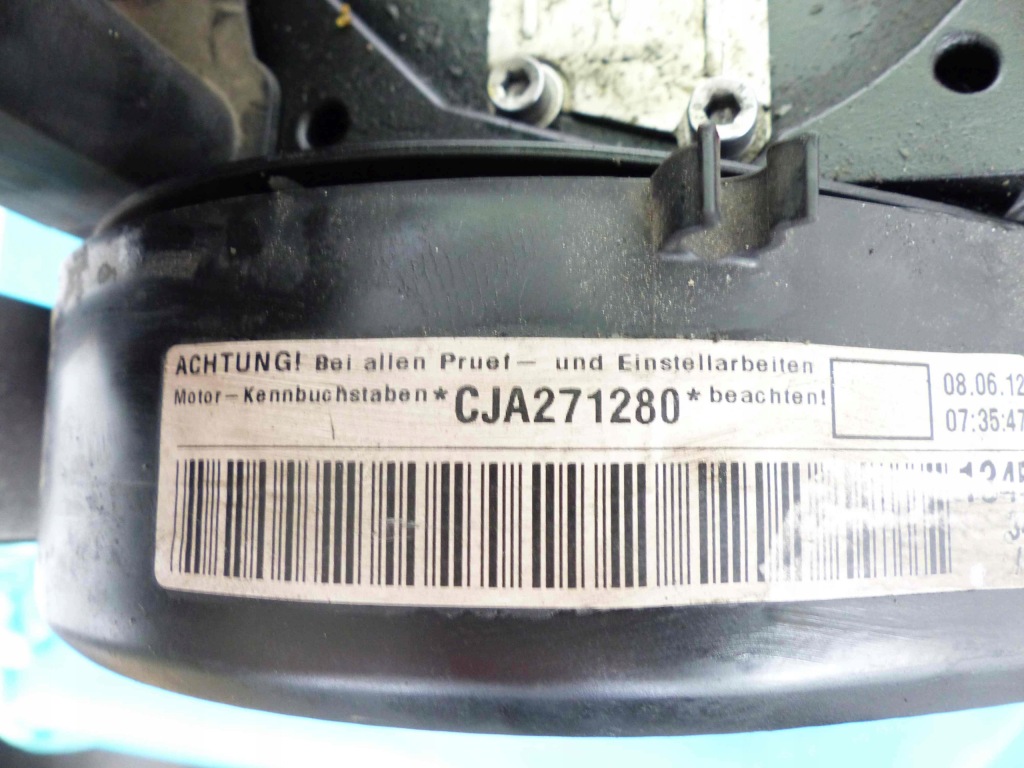 ACHTUNG! Bei allen Pruef- und Einstellarbeiten
Motor-Kennbuchstaben *CJA271280* beachten!
08.06.12
07:35:47